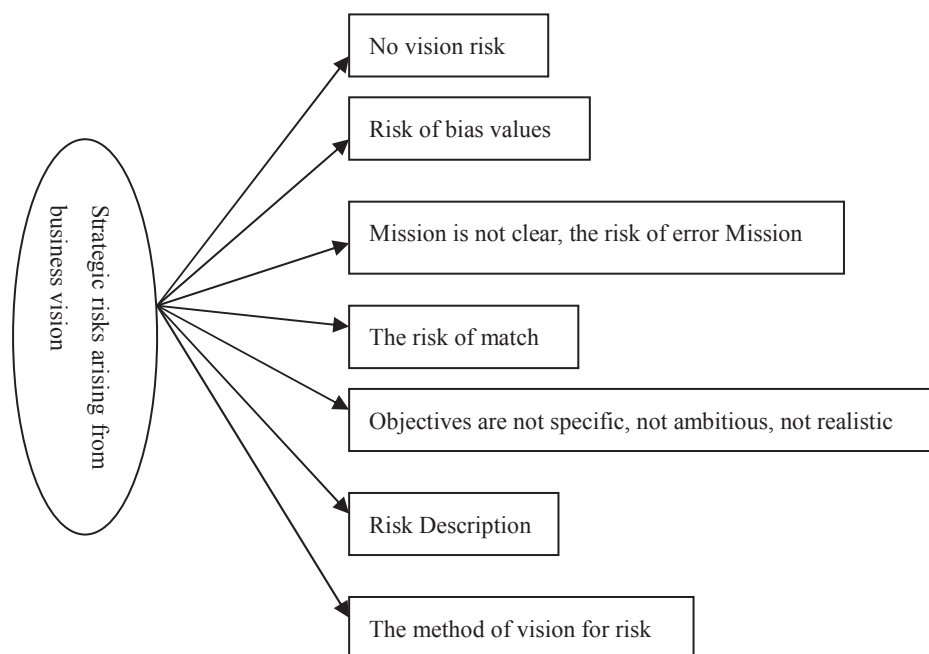 Strategic risks arising from
business vision
No vision risk
Risk of bias values
Mission is not clear, the risk of error Mission
The risk of match
Objectives are not specific, not ambitious, not realistic
Risk Description
The method of vision for risk